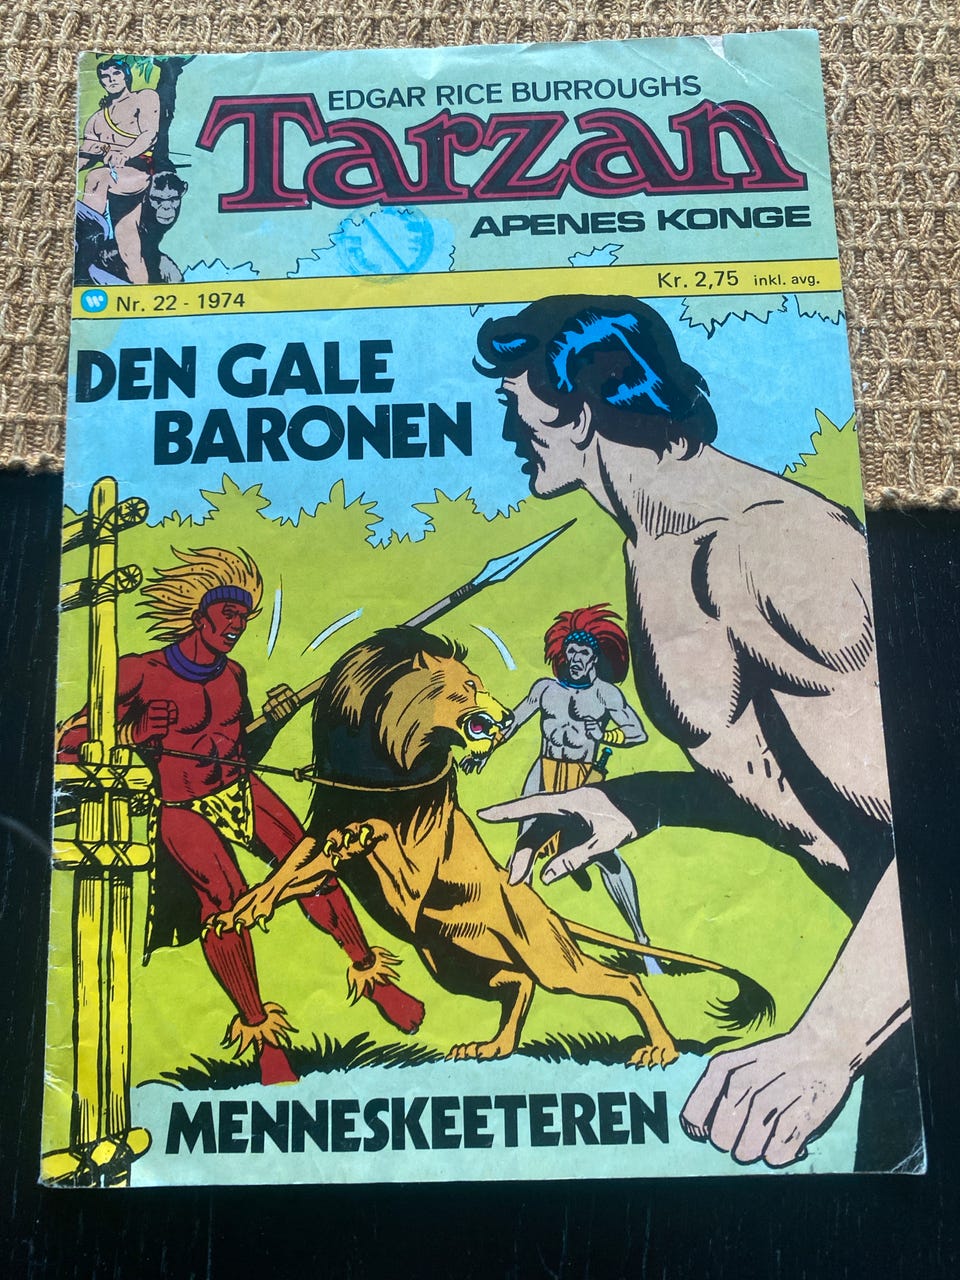 EDGAR RICE BURROUGHS
Tarzan
APENES KONGE
Nr. 22 - 1974
Kr. 2,75 inkl. avg.
DEN GALE
BARONEN
MENNESKEETEREN